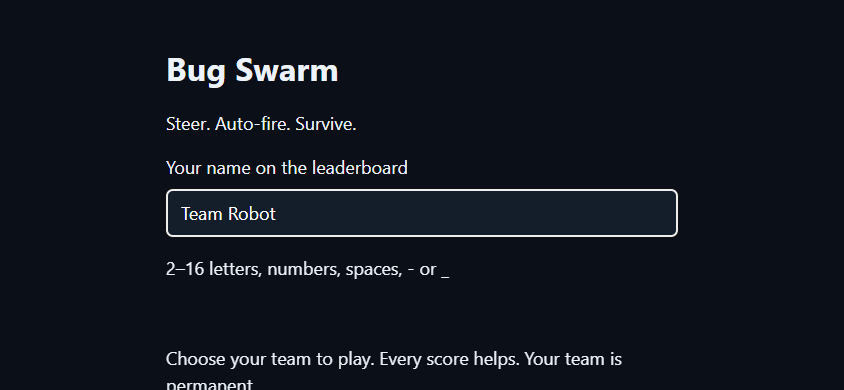 Bug Swarm
Steer. Auto-fire. Survive.
Your name on the leaderboard
Team Robot
2–16 letters, numbers, spaces, - or _
Choose your team to play. Every score helps. Your team is
permanent